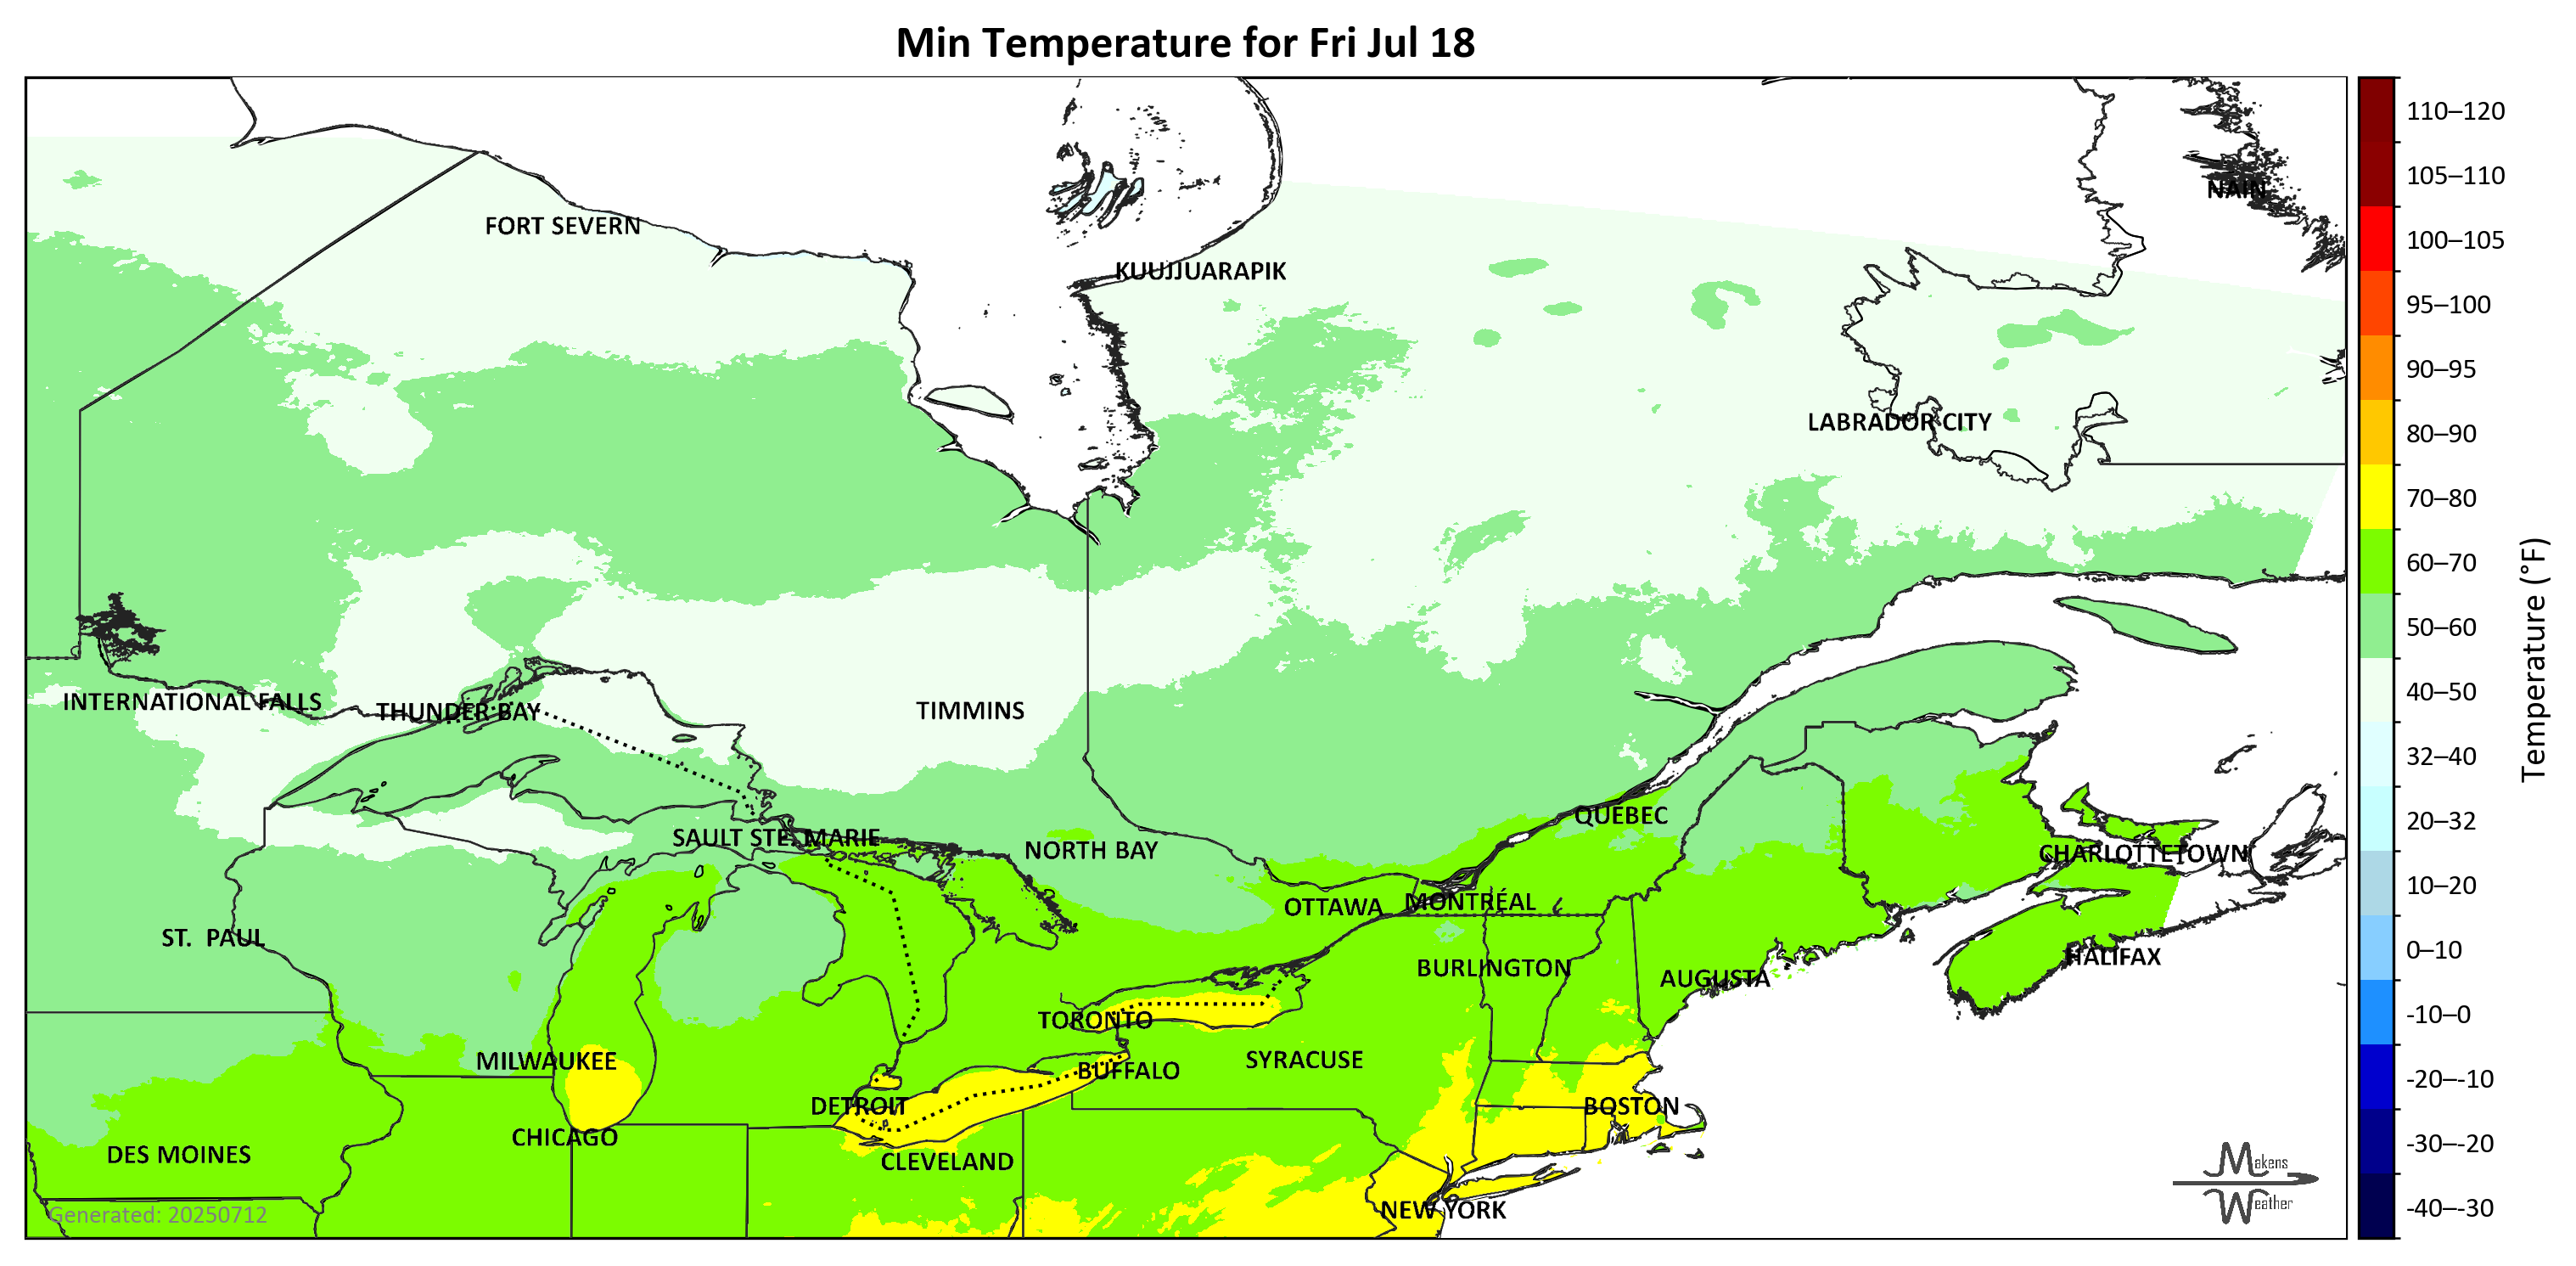 Min Temperature for Fri Jul 18
110–120
105–110
NAIN
FORT SEVERN
100–105
KUUJJUARAPIK
95–100
90–95
LABRADOR CITY
80–90
70–80
60–70
50–60
Temperature (°F)
40–50
INTERNATIONAL FALLS
THUNDER BAY
TIMMINS
32–40
QUÉBEC
20–32
SAULT STE. MARIE
NORTH BAY
CHARLOTTETOWN
10–20
OTTAWA
MONTRÉAL
ST. PAUL
0–10
HALIFAX
BURLINGTON
AUGUSTA
-10–0
TORONTO
MILWAUKEE
SYRACUSE
BUFFALO
-20–-10
DETROIT
BOSTON
CHICAGO
-30–-20
DES MOINES
CLEVELAND
Makens
Weather
NEW YORK
-40–-30
Generated: 20250712